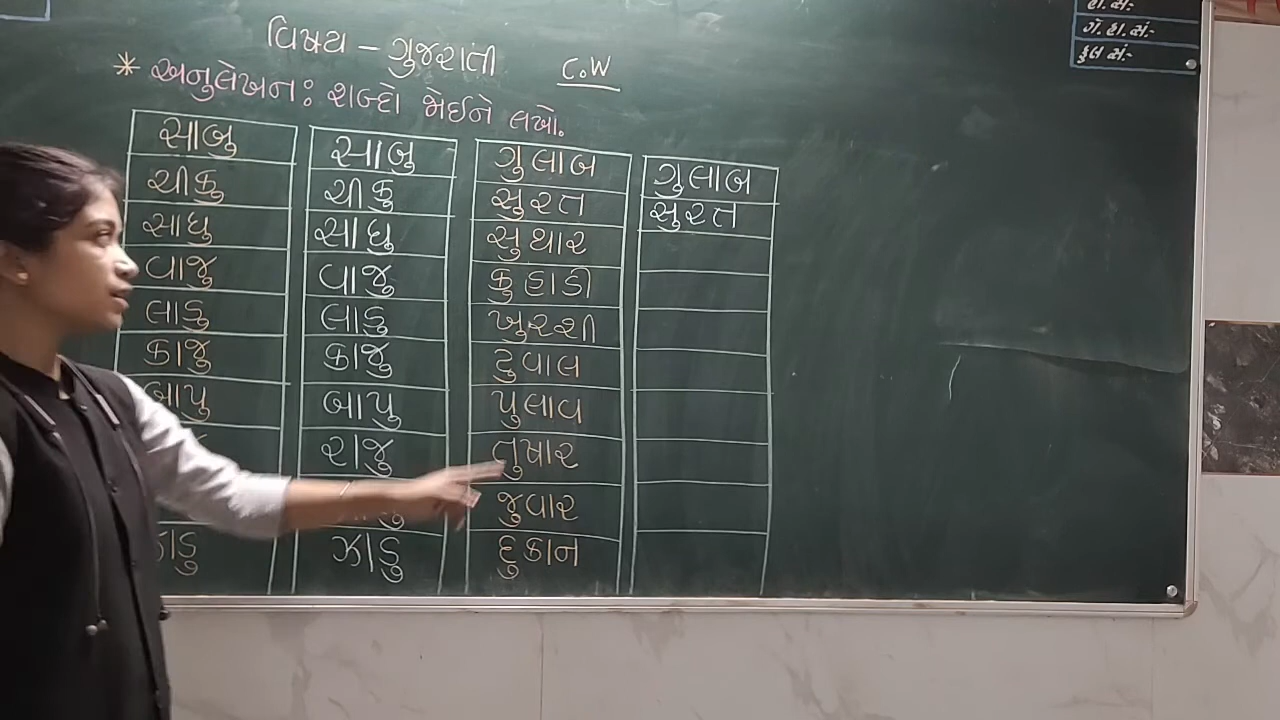 વિષય – ગુજરાતી C.W
* અનુલેખન : શબ્દો જોઈને લખો.
સાબુ સાબુ ગુલાબ ગુલાબ
ચીકુ ચીકુ સુરત સુરત
સાધુ સાધુ સુથાર
વાજુ વાજુ કુહાડી
લાડુ લાડુ ખુરશી
કાજુ કાજુ ટુવાલ
બાપુ બાપુ પુલાવ
રાજુ તુષાર
જુવાર
ઝાડુ દુકાન
હા.સં:-
ગે.હા.સં:-
કુલ સં:-